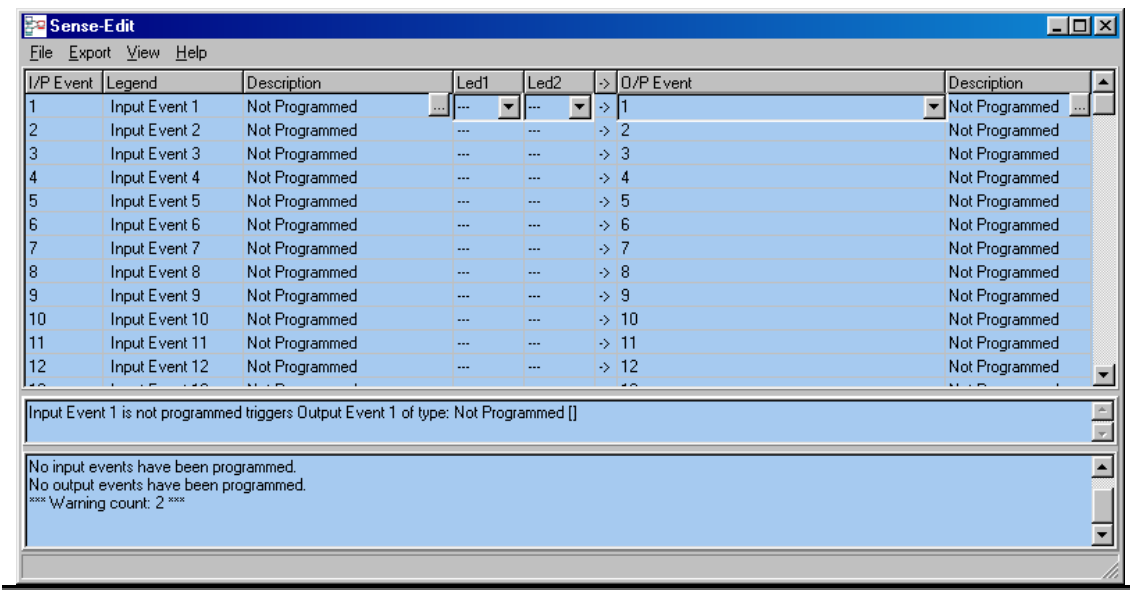 Sense-Edit
File Export View Help
I/P Event Legend Description Led1 Led2 -> O/P Event Description
1 Input Event 1 Not Programmed ... --- --- -> 1 Not Programmed ...
2 Input Event 2 Not Programmed --- --- -> 2 Not Programmed
3 Input Event 3 Not Programmed --- --- -> 3 Not Programmed
4 Input Event 4 Not Programmed --- --- -> 4 Not Programmed
5 Input Event 5 Not Programmed --- --- -> 5 Not Programmed
6 Input Event 6 Not Programmed --- --- -> 6 Not Programmed
7 Input Event 7 Not Programmed --- --- -> 7 Not Programmed
8 Input Event 8 Not Programmed --- --- -> 8 Not Programmed
9 Input Event 9 Not Programmed --- --- -> 9 Not Programmed
10 Input Event 10 Not Programmed --- --- -> 10 Not Programmed
11 Input Event 11 Not Programmed --- --- -> 11 Not Programmed
12 Input Event 12 Not Programmed --- --- -> 12 Not Programmed
Input Event 1 is not programmed triggers Output Event 1 of type: Not Programmed []
No input events have been programmed.
No output events have been programmed.
*** Warning count: 2 ***